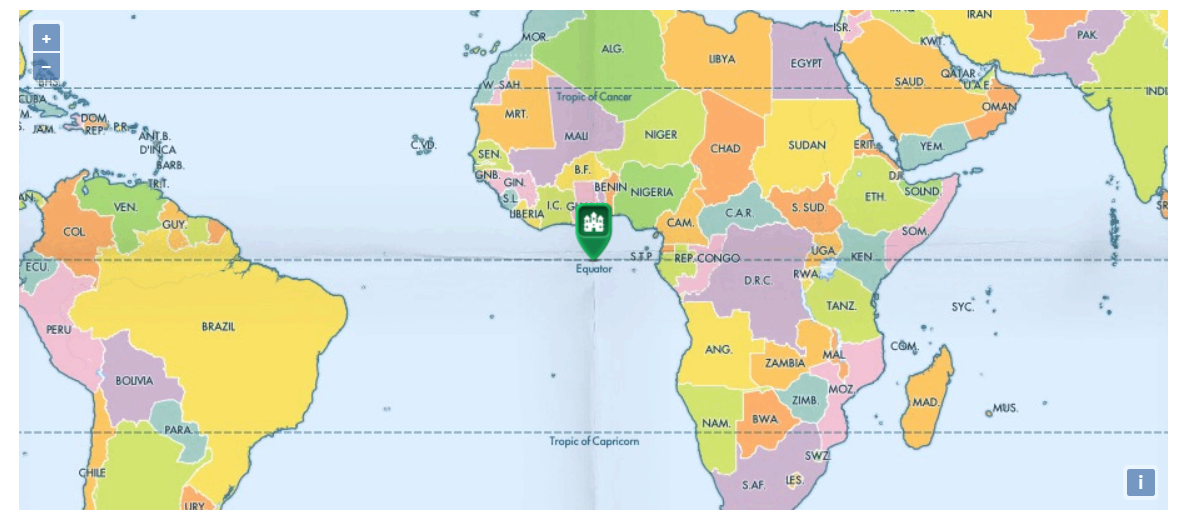 +
−
MOR.
ALG.
LIBYA
EGYPT
ISR.
IRAN
KWT.
PAK.
QATAR
U.A.E.
SAUD.
OMAN
INDI
W. SAH.
Tropic of Cancer
CUBA
DOM.
REP.
P.R.
JAM.
ANT.B.
D'INCA
BARB.
TR.T.
C.VD.
MRT.
MALI
NIGER
CHAD
SUDAN
ERIT.
YEM.
DJI.
SEN.
GNB.
GIN.
S.L.
LIBERIA
I.C.
B.F.
BENIN
NIGERIA
CAM.
C.A.R.
S. SUD.
ETH.
SOLND.
SOM.
VEN.
GUY.
COL
ECU.
S.T.P
REP.CONGO
UGA.
KEN.
RWA.
D.R.C.
TANZ.
Equator
SYC.
PERU
BRAZIL
ANG.
ZAMBIA
MAL.
COM.
BOLIVIA
MOZ.
ZIMB.
MAD.
MUS.
PARA.
NAM.
BWA.
Tropic of Capricorn
SWZ.
CHILE
S.AF.
LES.
URY.
i